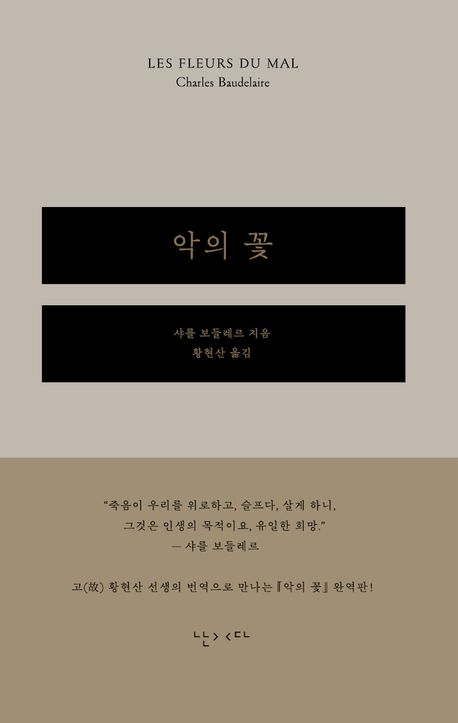 LES FLEURS DU MAL
Charles Baudelaire
악의 꽃
샤를 보들레르 지음
황현산 옮김
“죽음이 우리를 위로하고, 슬프다, 살게 하니,
그것은 인생의 목적이요, 유일한 희망.”
— 샤를 보들레르
고(故) 황현산 선생의 번역으로 만나는 『악의 꽃』 완역판!